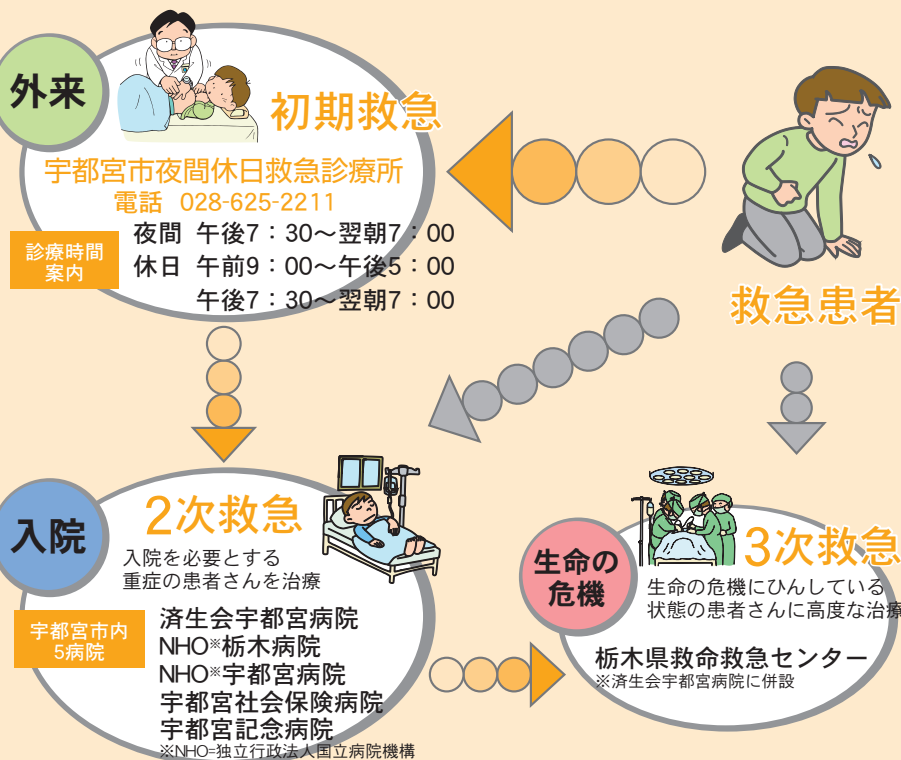 外来
初期救急
宇都宮市夜間休日救急診療所
電話 028-625-2211
診療時間
案内
夜間 午後7：30〜翌朝7：00
休日 午前9：00〜午後5：00
午後7：30〜翌朝7：00
救急患者
入院
2次救急
入院を必要とする
重症の患者さんを治療
宇都宮市内
5病院
済生会宇都宮病院
NHO※栃木病院
NHO※宇都宮病院
宇都宮社会保険病院
宇都宮記念病院
※NHO=独立行政法人国立病院機構
生命の
危機
3次救急
生命の危機にひんしている
状態の患者さんに高度な治療
栃木県救命救急センター
※済生会宇都宮病院に併設